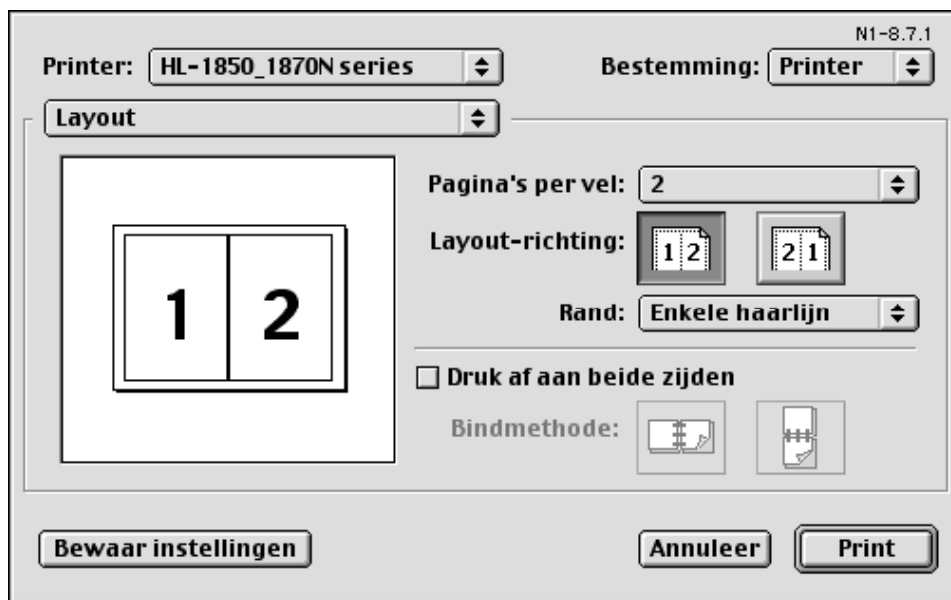 N1-8.7.1
Printer: HL-1850_1870N series Bestemming: Printer
Layout
Pagina's per vel: 2
Layout-richting: 1 2 2 1
1 2
Rand: Enkele haarlijn
Druk af aan beide zijden
Bindmethode:
Bewaar instellingen Annuleer Print